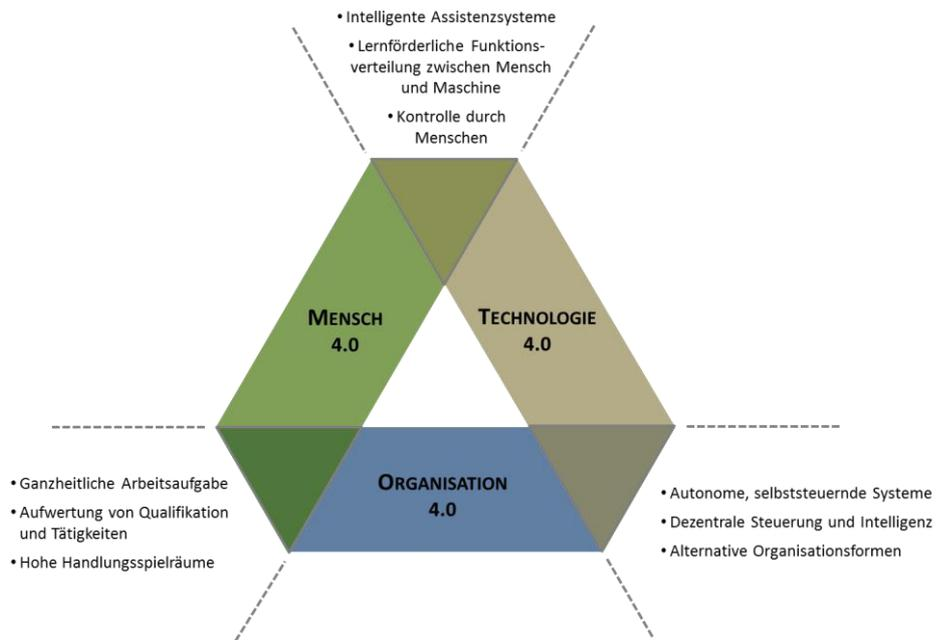 • Intelligente Assistenzsysteme
• Lernförderliche Funktions-
verteilung zwischen Mensch
und Maschine
• Kontrolle durch
Menschen
MENSCH
4.0
TECHNOLOGIE
4.0
ORGANISATION
4.0
• Ganzheitliche Arbeitsaufgabe
• Aufwertung von Qualifikation
und Tätigkeiten
• Hohe Handlungsspielräume
• Autonome, selbststeuernde Systeme
• Dezentrale Steuerung und Intelligenz
• Alternative Organisationsformen